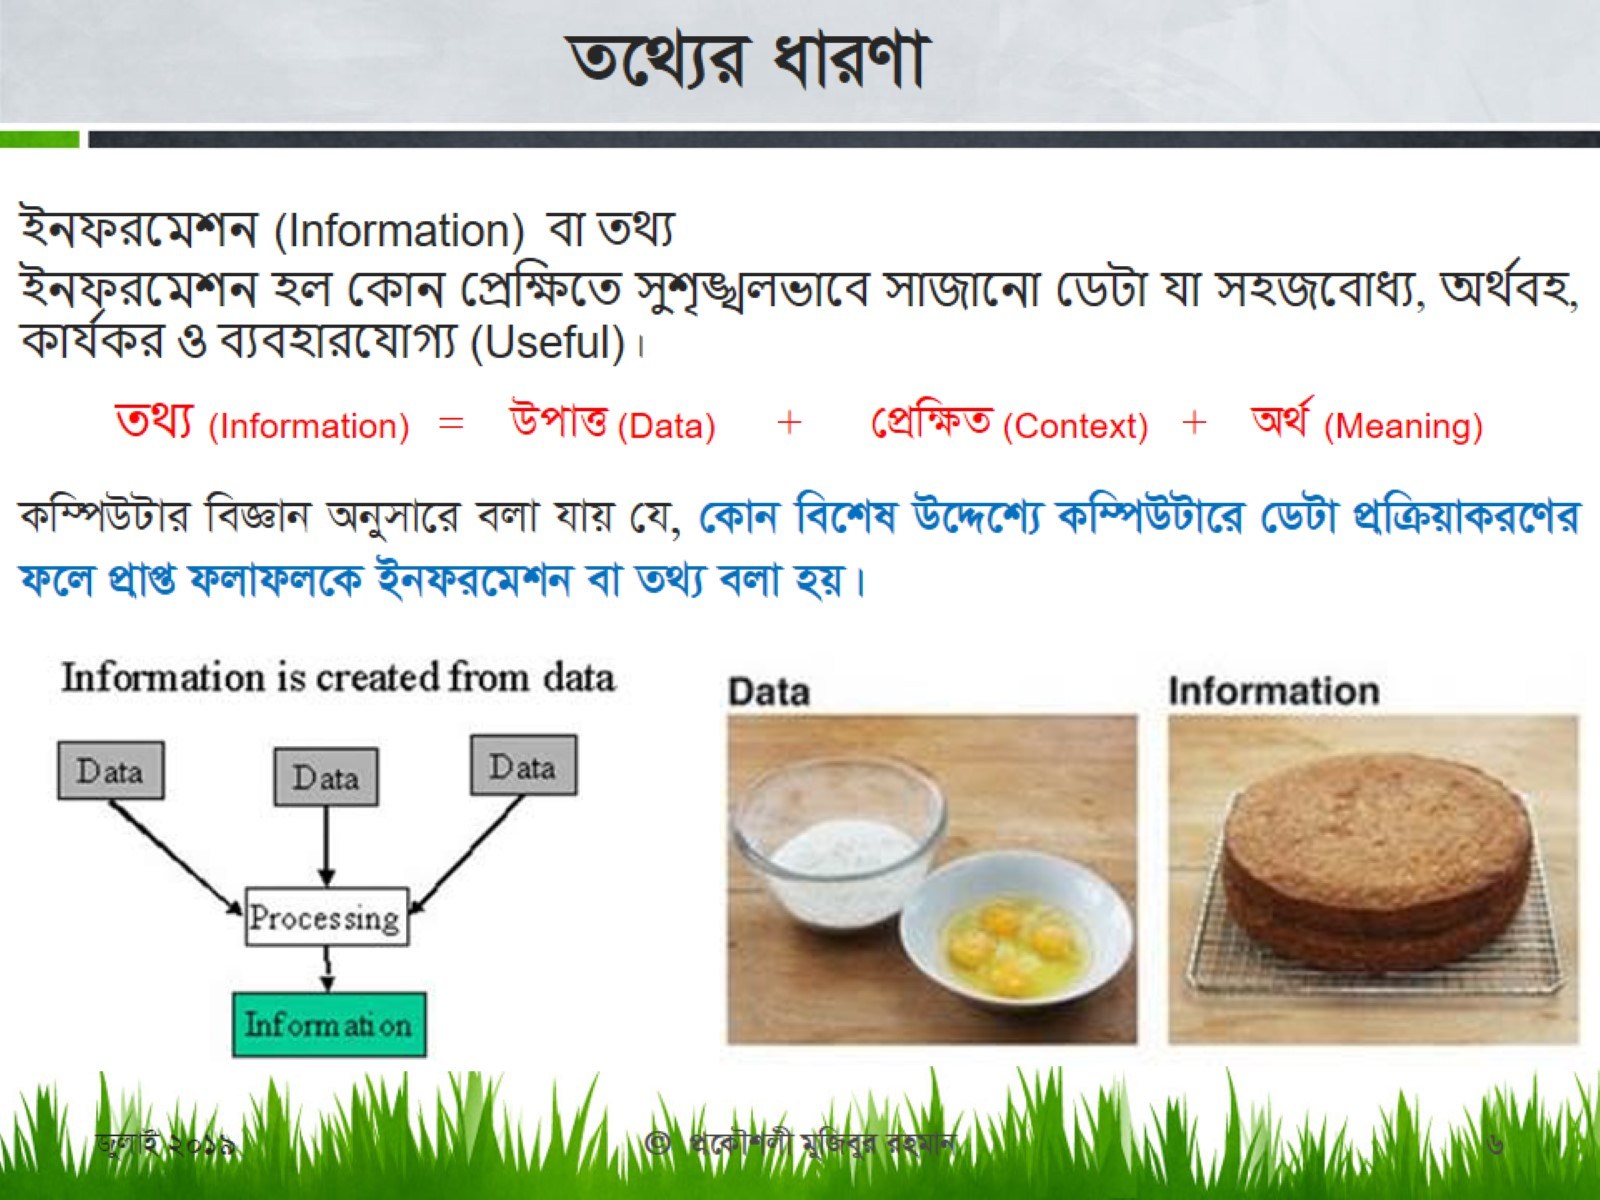 তথ্যের ধারণা
ইনফরমেশন (Information) বা তথ্য
ইনফরমেশন হল কোন প্রেক্ষিতে সুশৃঙ্খলভাবে সাজানো ডেটা যা সহজবোধ্য, অর্থবহ,
কার্যকর ও ব্যবহারযোগ্য (Useful)।
তথ্য (Information) = উপাত্ত (Data) + প্রেক্ষিত (Context) + অর্থ (Meaning)
কম্পিউটার বিজ্ঞান অনুসারে বলা যায় যে, কোন বিশেষ উদ্দেশ্যে কম্পিউটারে ডেটা প্রক্রিয়াকরণের
ফলে প্রাপ্ত ফলাফলকে ইনফরমেশন বা তথ্য বলা হয়।
Information is created from data
Data Data Data
Processing
Information
Data
Information
জুলাই ২০১৯
© প্রকৌশলী মুজিবুর রহমান
৬